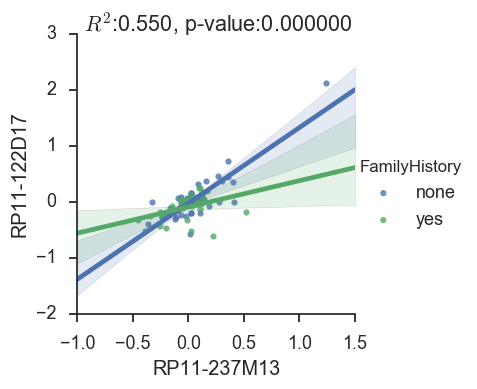 R²:0.550, p-value:0.000000
3
2
1
0
−1
−2
RP11-122D17
−1.0 −0.5 0.0 0.5 1.0 1.5
RP11-237M13
FamilyHistory
none
yes